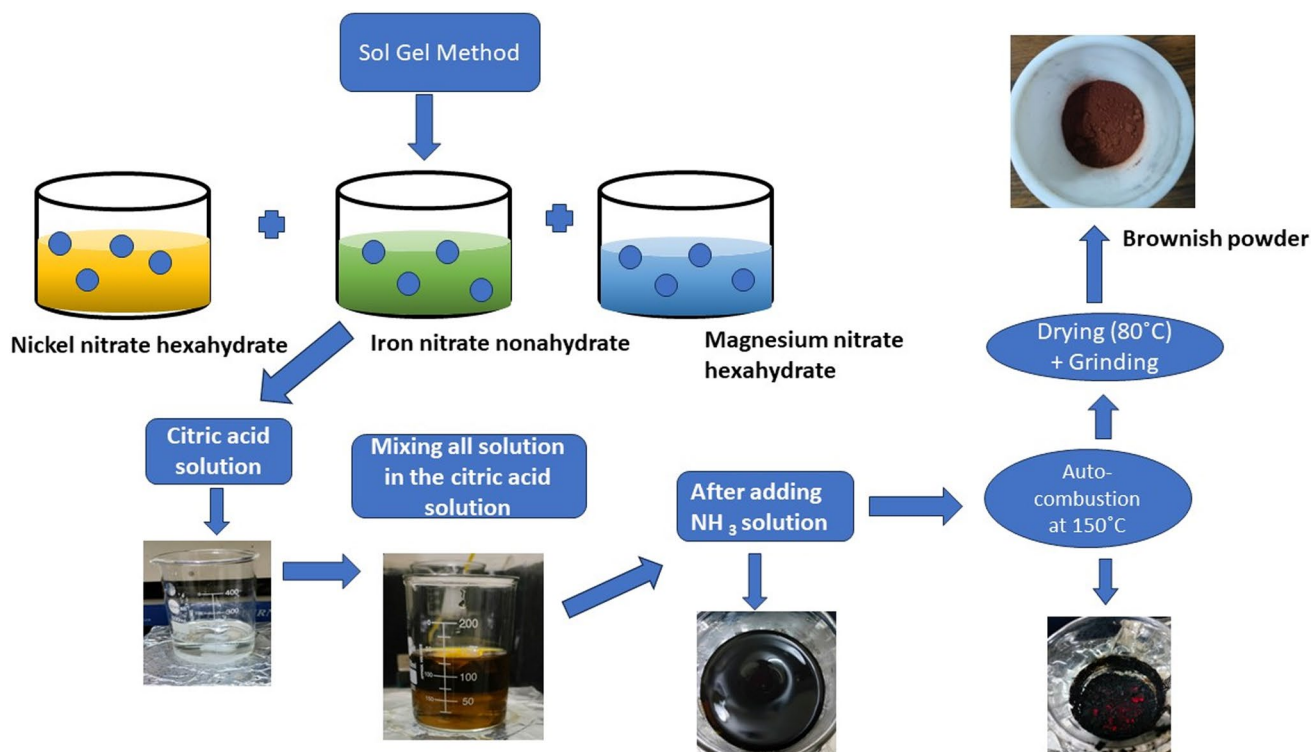 Sol Gel Method
Nickel nitrate hexahydrate
Iron nitrate nonahydrate
Magnesium nitrate
hexahydrate
Citric acid
solution
Mixing all solution
in the citric acid
solution
After adding
NH 3 solution
Auto-
combustion
at 150˚C
Drying (80˚C)
+ Grinding
Brownish powder
400
300
200
100
50